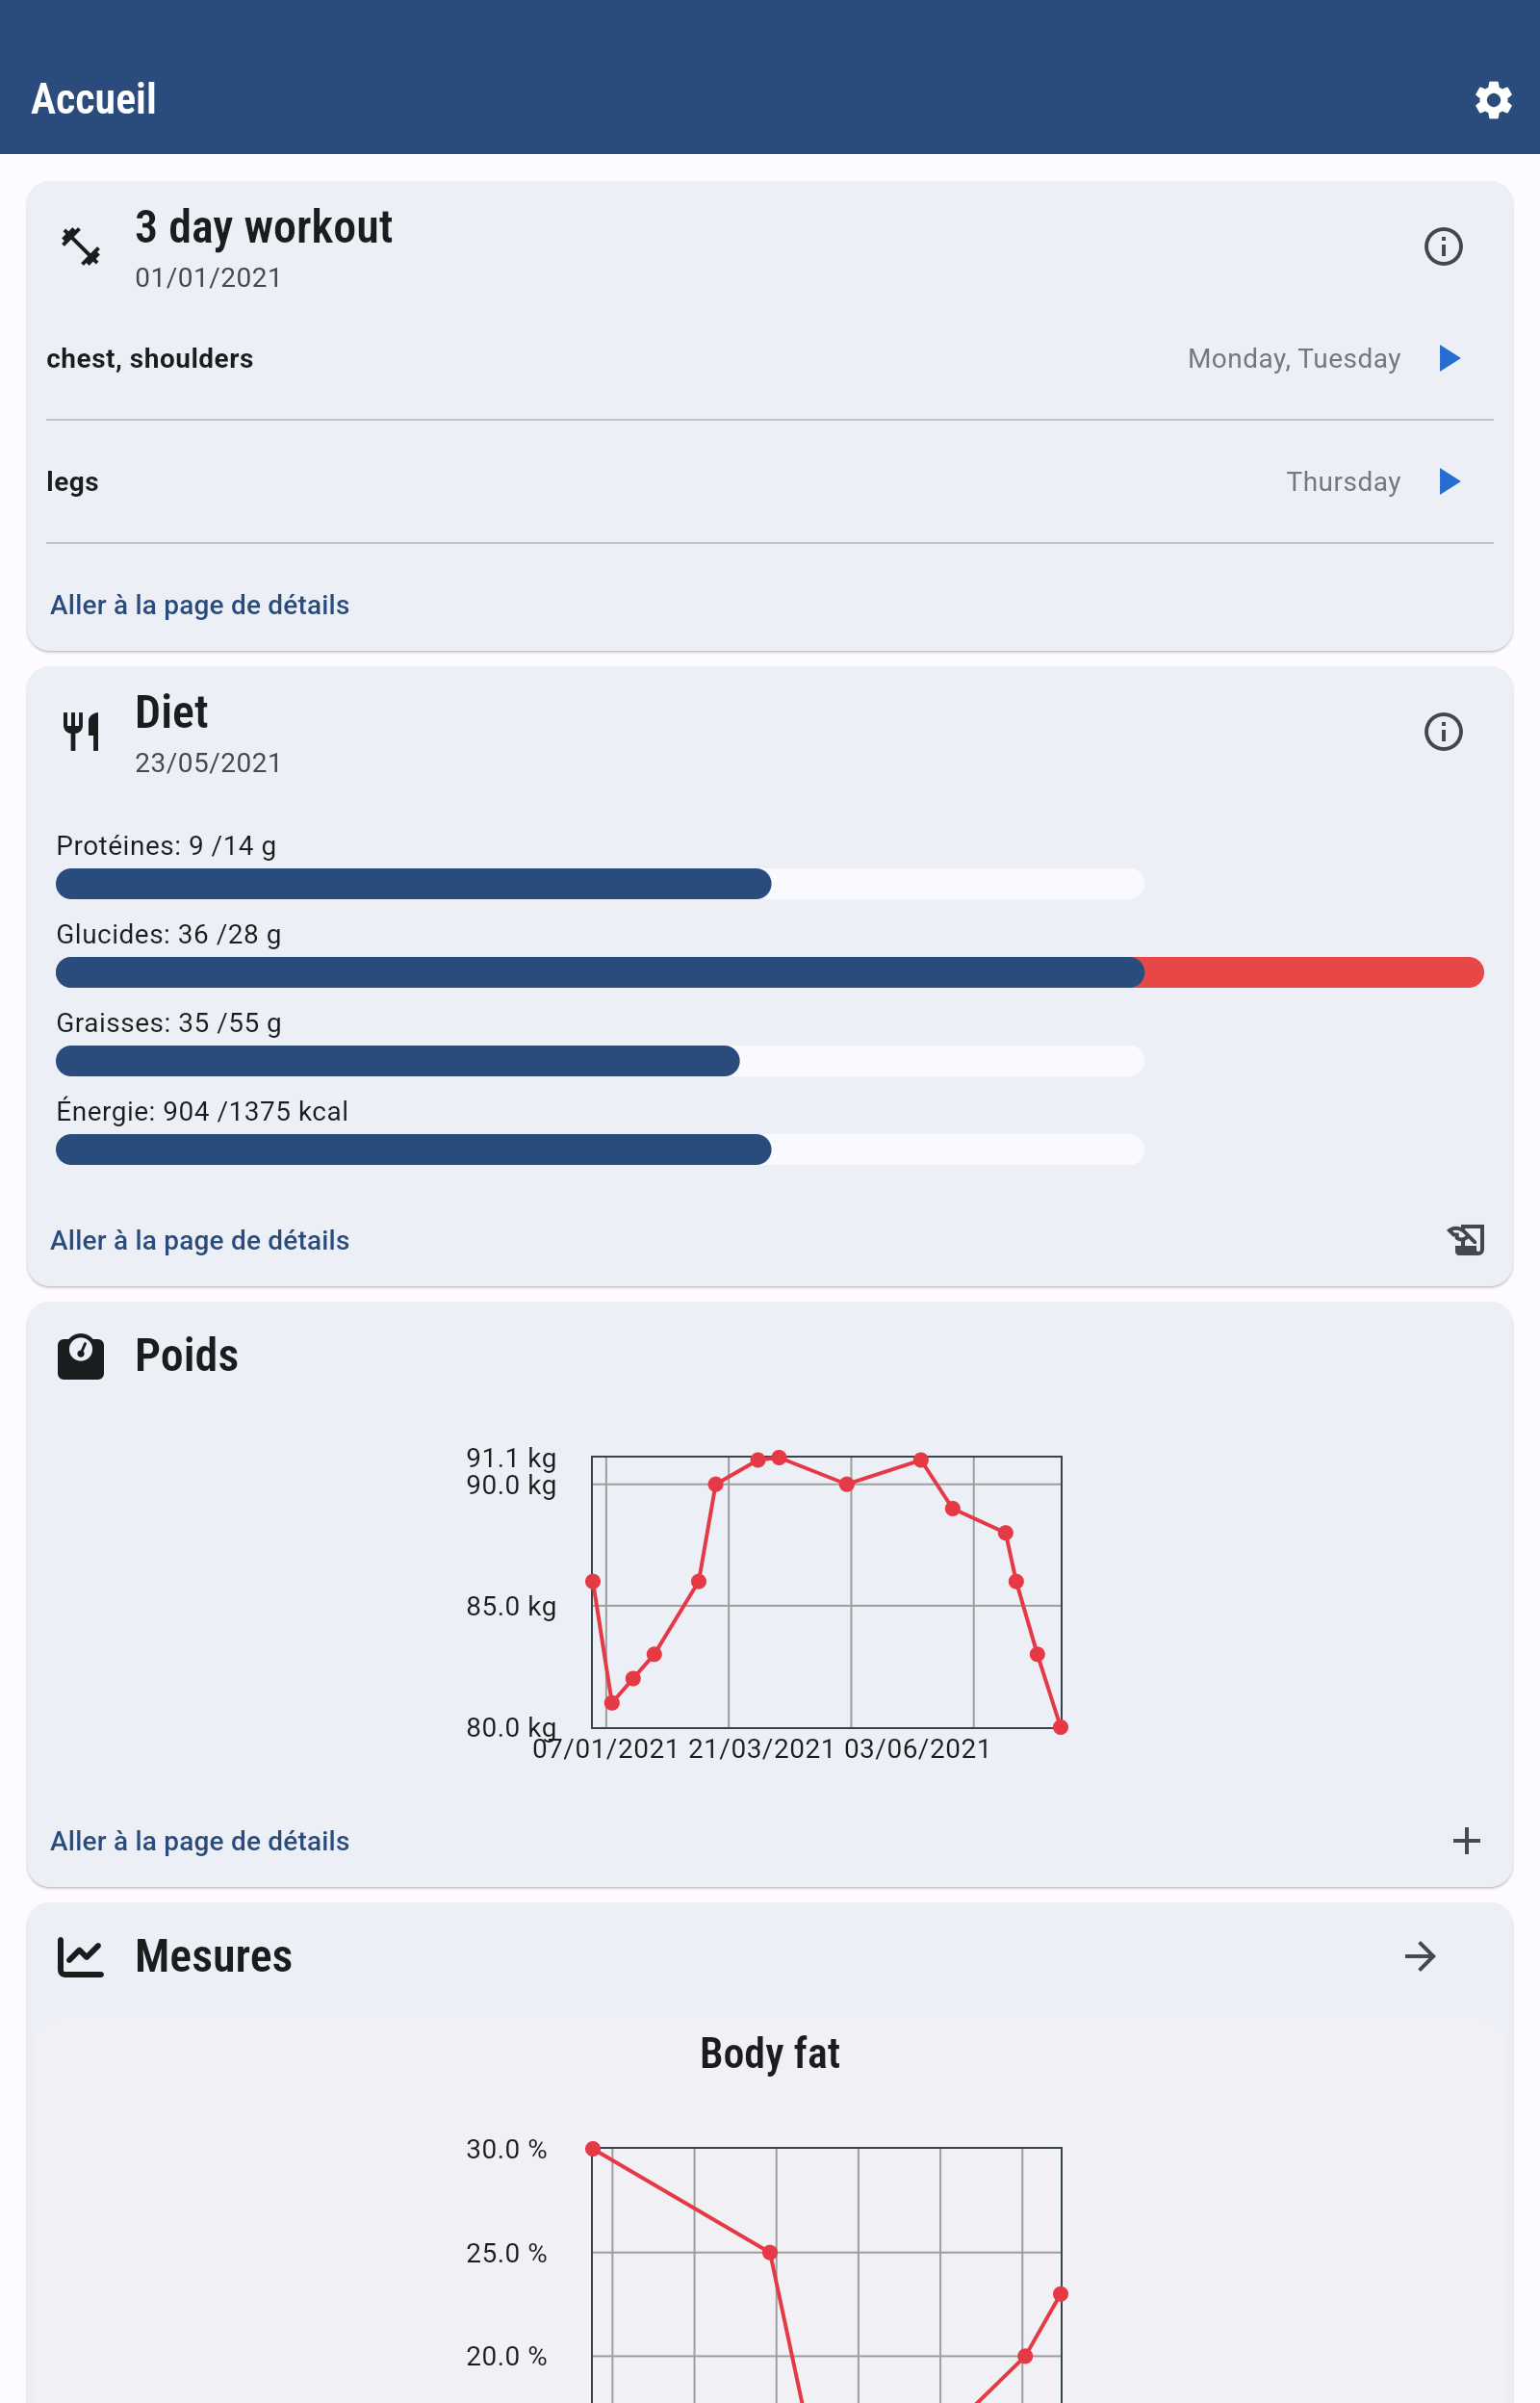 Accueil
3 day workout
01/01/2021
chest, shoulders Monday, Tuesday
legs Thursday
Aller à la page de détails
Diet
23/05/2021
Protéines: 9 /14 g
Glucides: 36 /28 g
Graisses: 35 /55 g
Énergie: 904 /1375 kcal
Aller à la page de détails
Poids
91.1 kg
90.0 kg
85.0 kg
80.0 kg
07/01/2021 21/03/2021 03/06/2021
Aller à la page de détails
Mesures
Body fat
30.0 %
25.0 %
20.0 %